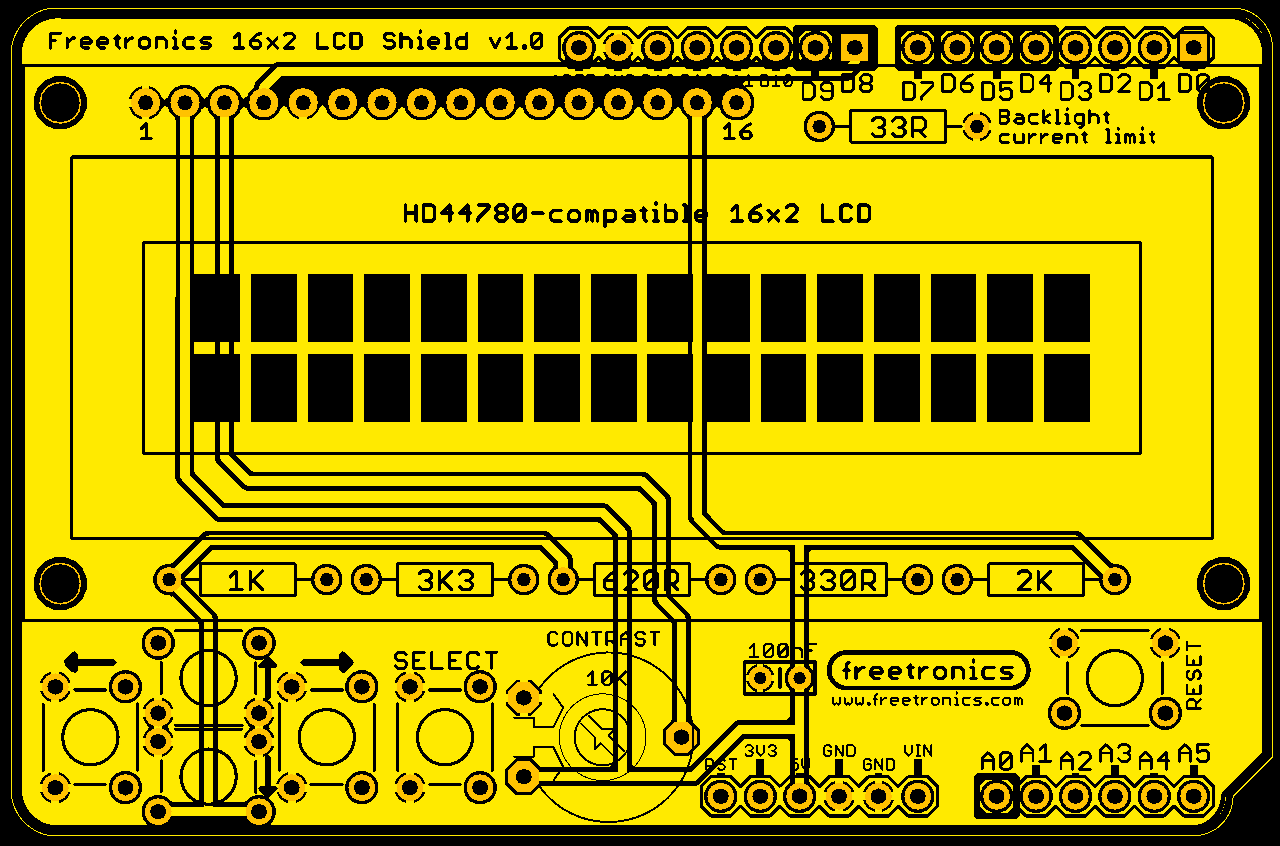 Freetronics 16x2 LCD Shield v1.0
D10 D9 D8 D7 D6 D5 D4 D3 D2 D1 D0
1
16
33R
Backlight
current limit
HD44780-compatible 16x2 LCD
1K
3K3
620R
330R
2K
CONTRAST
SELECT
10K
100nF
freetronics
www.freetronics.com
RESET
RST 3V3 5V GND GND VIN
A0 A1 A2 A3 A4 A5